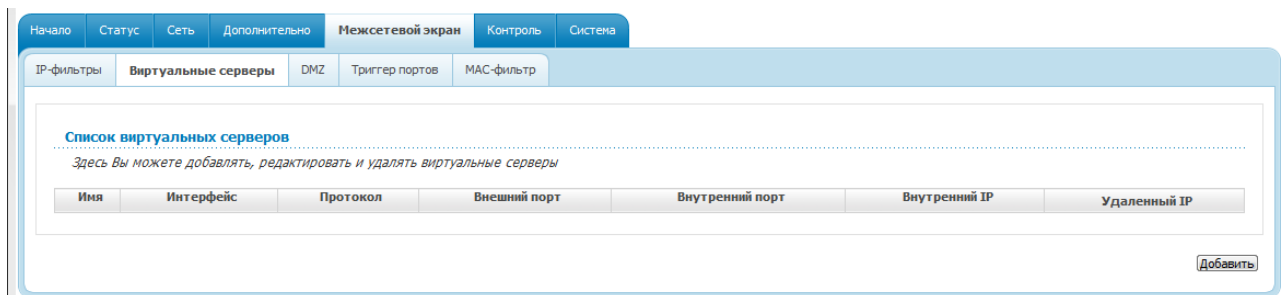 Начало Статус Сеть Дополнительно Межсетевой экран Контроль Система
IP-фильтры Виртуальные серверы DMZ Триггер портов MAC-фильтр
Список виртуальных серверов
Здесь Вы можете добавлять, редактировать и удалять виртуальные серверы
Имя Интерфейс Протокол Внешний порт Внутренний порт Внутренний IP Удаленный IP
Добавить